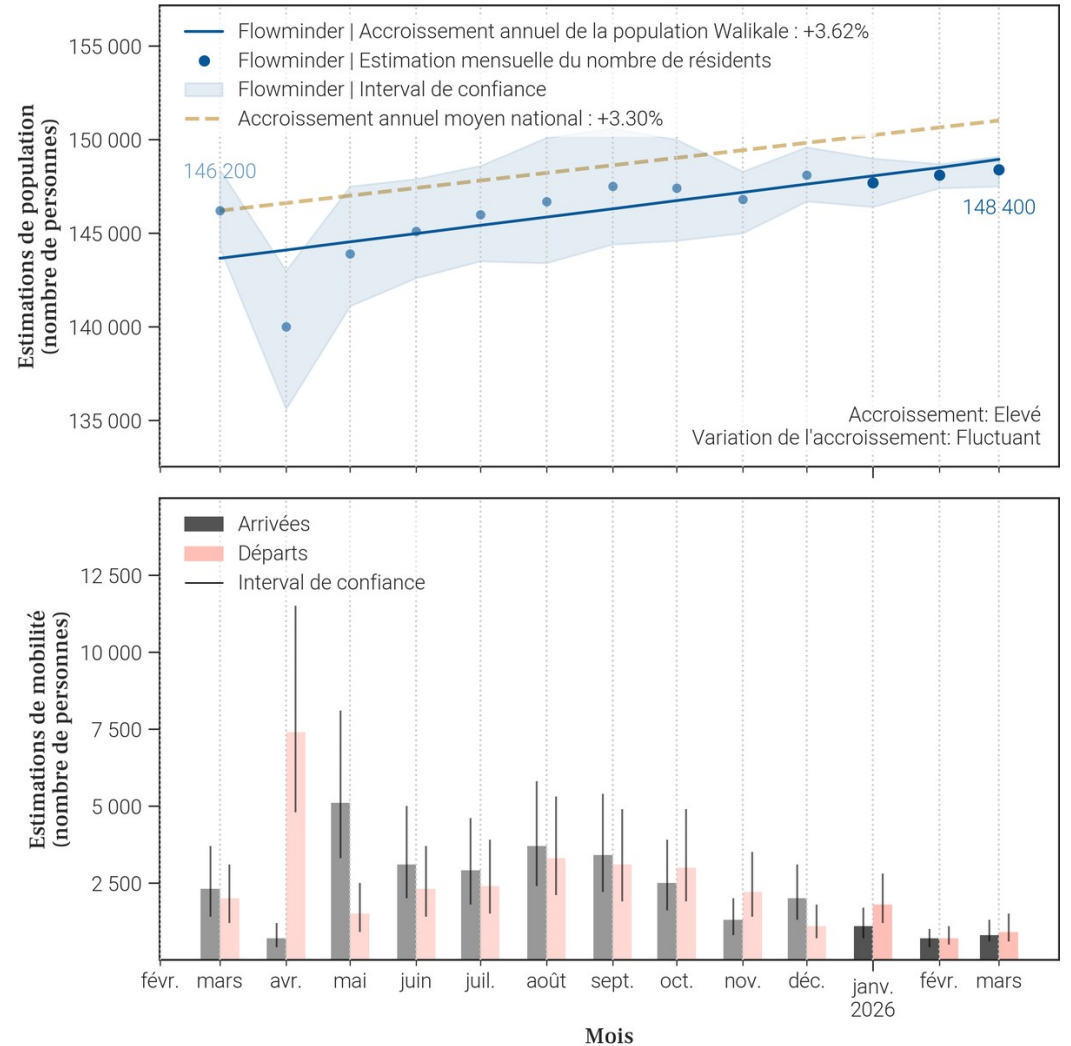 155 000
150 000
145 000
140 000
135 000
Estimations de population
(nombre de personnes)
Flowminder | Accroissement annuel de la population Walikale : +3.62%
Flowminder | Estimation mensuelle du nombre de résidents
Flowminder | Interval de confiance
Accroissement annuel moyen national : +3.30%
146 200
148 400
Accroissement: Elevé
Variation de l'accroissement: Fluctuant
Arrivées
Départs
Interval de confiance
12 500
10 000
7 500
5 000
2 500
Estimations de mobilité
(nombre de personnes)
févr. mars avr. mai juin juil. août sept. oct. nov. déc. janv. févr. mars
2026
Mois